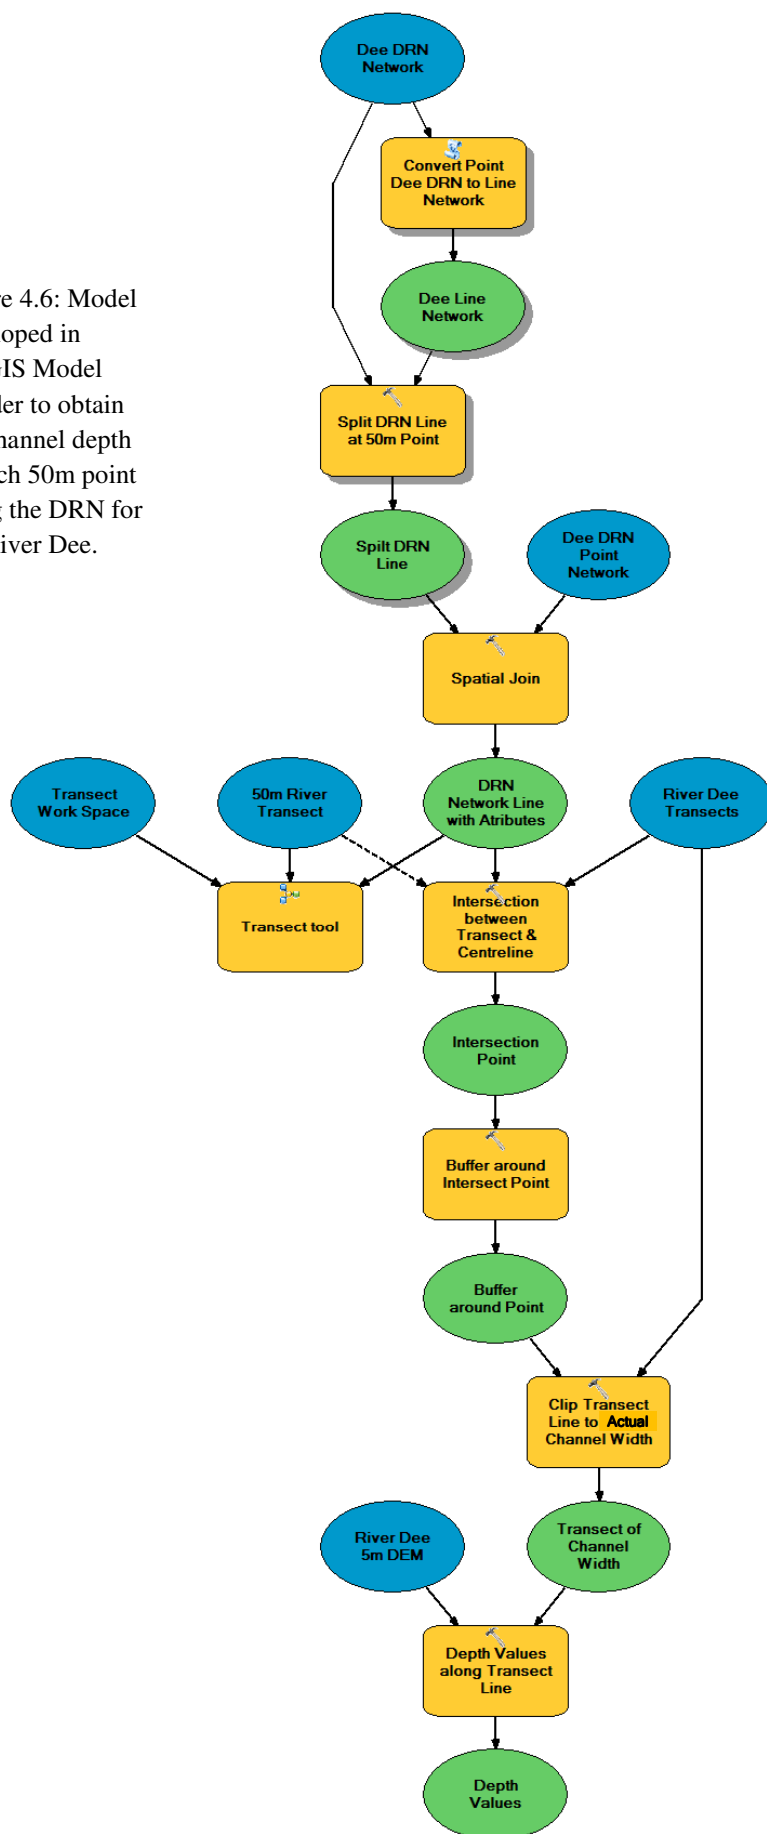 Dee DRN
Network
Convert Point
Dee DRN to Line
Network
Dee Line
Network
e 4.6: Model
oped in
GIS Model
der to obtain
hannel depth
ch 50m point
g the DRN for
iver Dee.
Split DRN Line
at 50m Point
Spilt DRN
Line
Dee DRN
Point
Network
Spatial Join
Transect
Work Space
50m River
Transect
DRN
Network Line
with Atributes
River Dee
Transects
Transect tool
Intersection
between
Transect &
Centreline
Intersection
Point
Buffer around
Intersect Point
Buffer
around Point
Clip Transect
Line to Actual
Channel Width
River Dee
5m DEM
Transect of
Channel
Width
Depth Values
along Transect
Line
Depth
Values